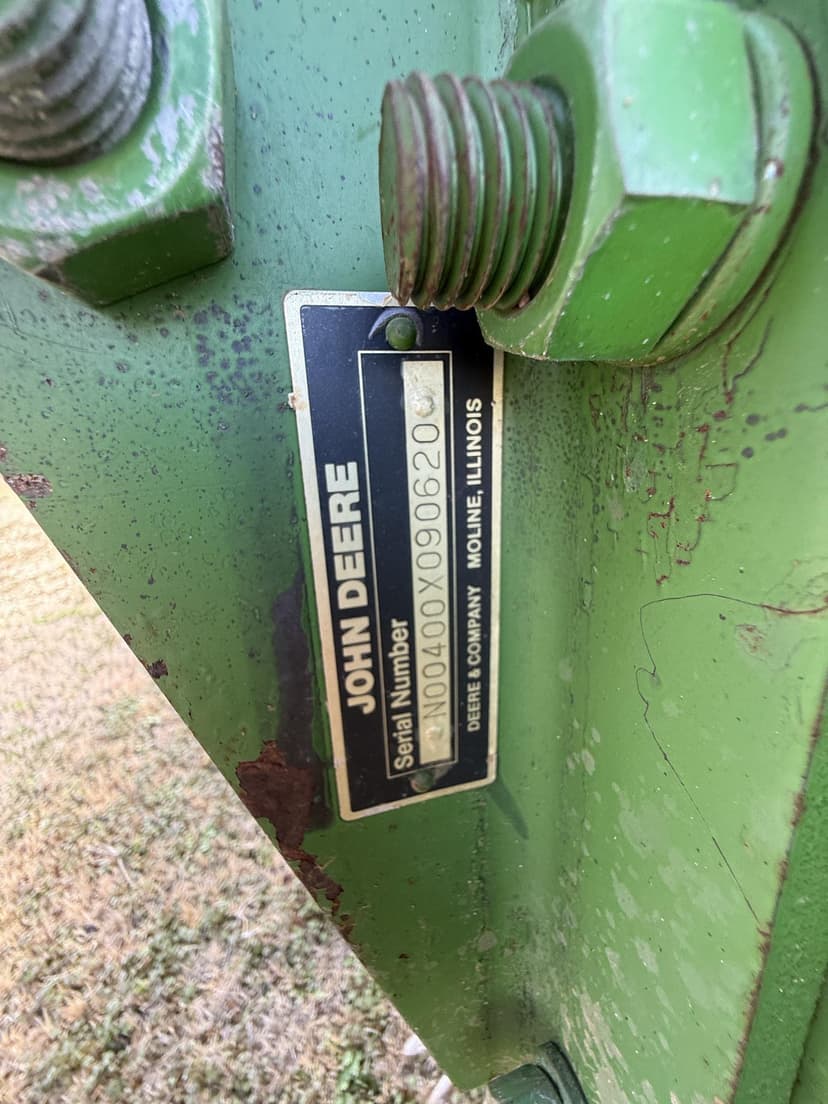 JOHN DEERE
Serial Number
N00400X090620
DEERE & COMPANY MOLINE, ILLINOIS